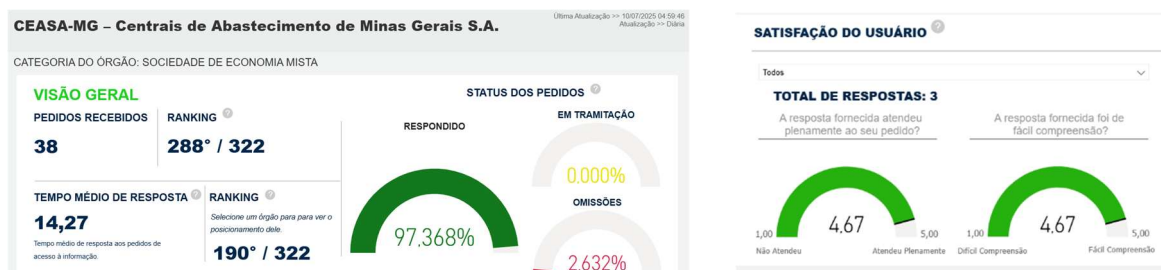 CEASA-MG – Centrais de Abastecimento de Minas Gerais S.A.
Última Atualização >> 10/07/2025 04:59:46
Atualização >> Diária
CATEGORIA DO ÓRGÃO: SOCIEDADE DE ECONOMIA MISTA
VISÃO GERAL
PEDIDOS RECEBIDOS
38
RANKING ?
288° / 322
TEMPO MÉDIO DE RESPOSTA ?
14,27
Tempo médio de resposta aos pedidos de
acesso à informação.
RANKING ?
Selecione um órgão para para ver o
posicionamento dele.
190° / 322
STATUS DOS PEDIDOS ?
RESPONDIDO
97,368%
EM TRAMITAÇÃO
0,000%
OMISSÕES
2,632%
SATISFAÇÃO DO USUÁRIO ?
Todos
TOTAL DE RESPOSTAS: 3
A resposta fornecida atendeu
plenamente ao seu pedido?
4,67
1,00
5,00
Não Atendeu
Atendeu Plenamente
A resposta fornecida foi de
fácil compreensão?
4,67
1,00
5,00
Difícil Compreensão
Fácil Compreensão